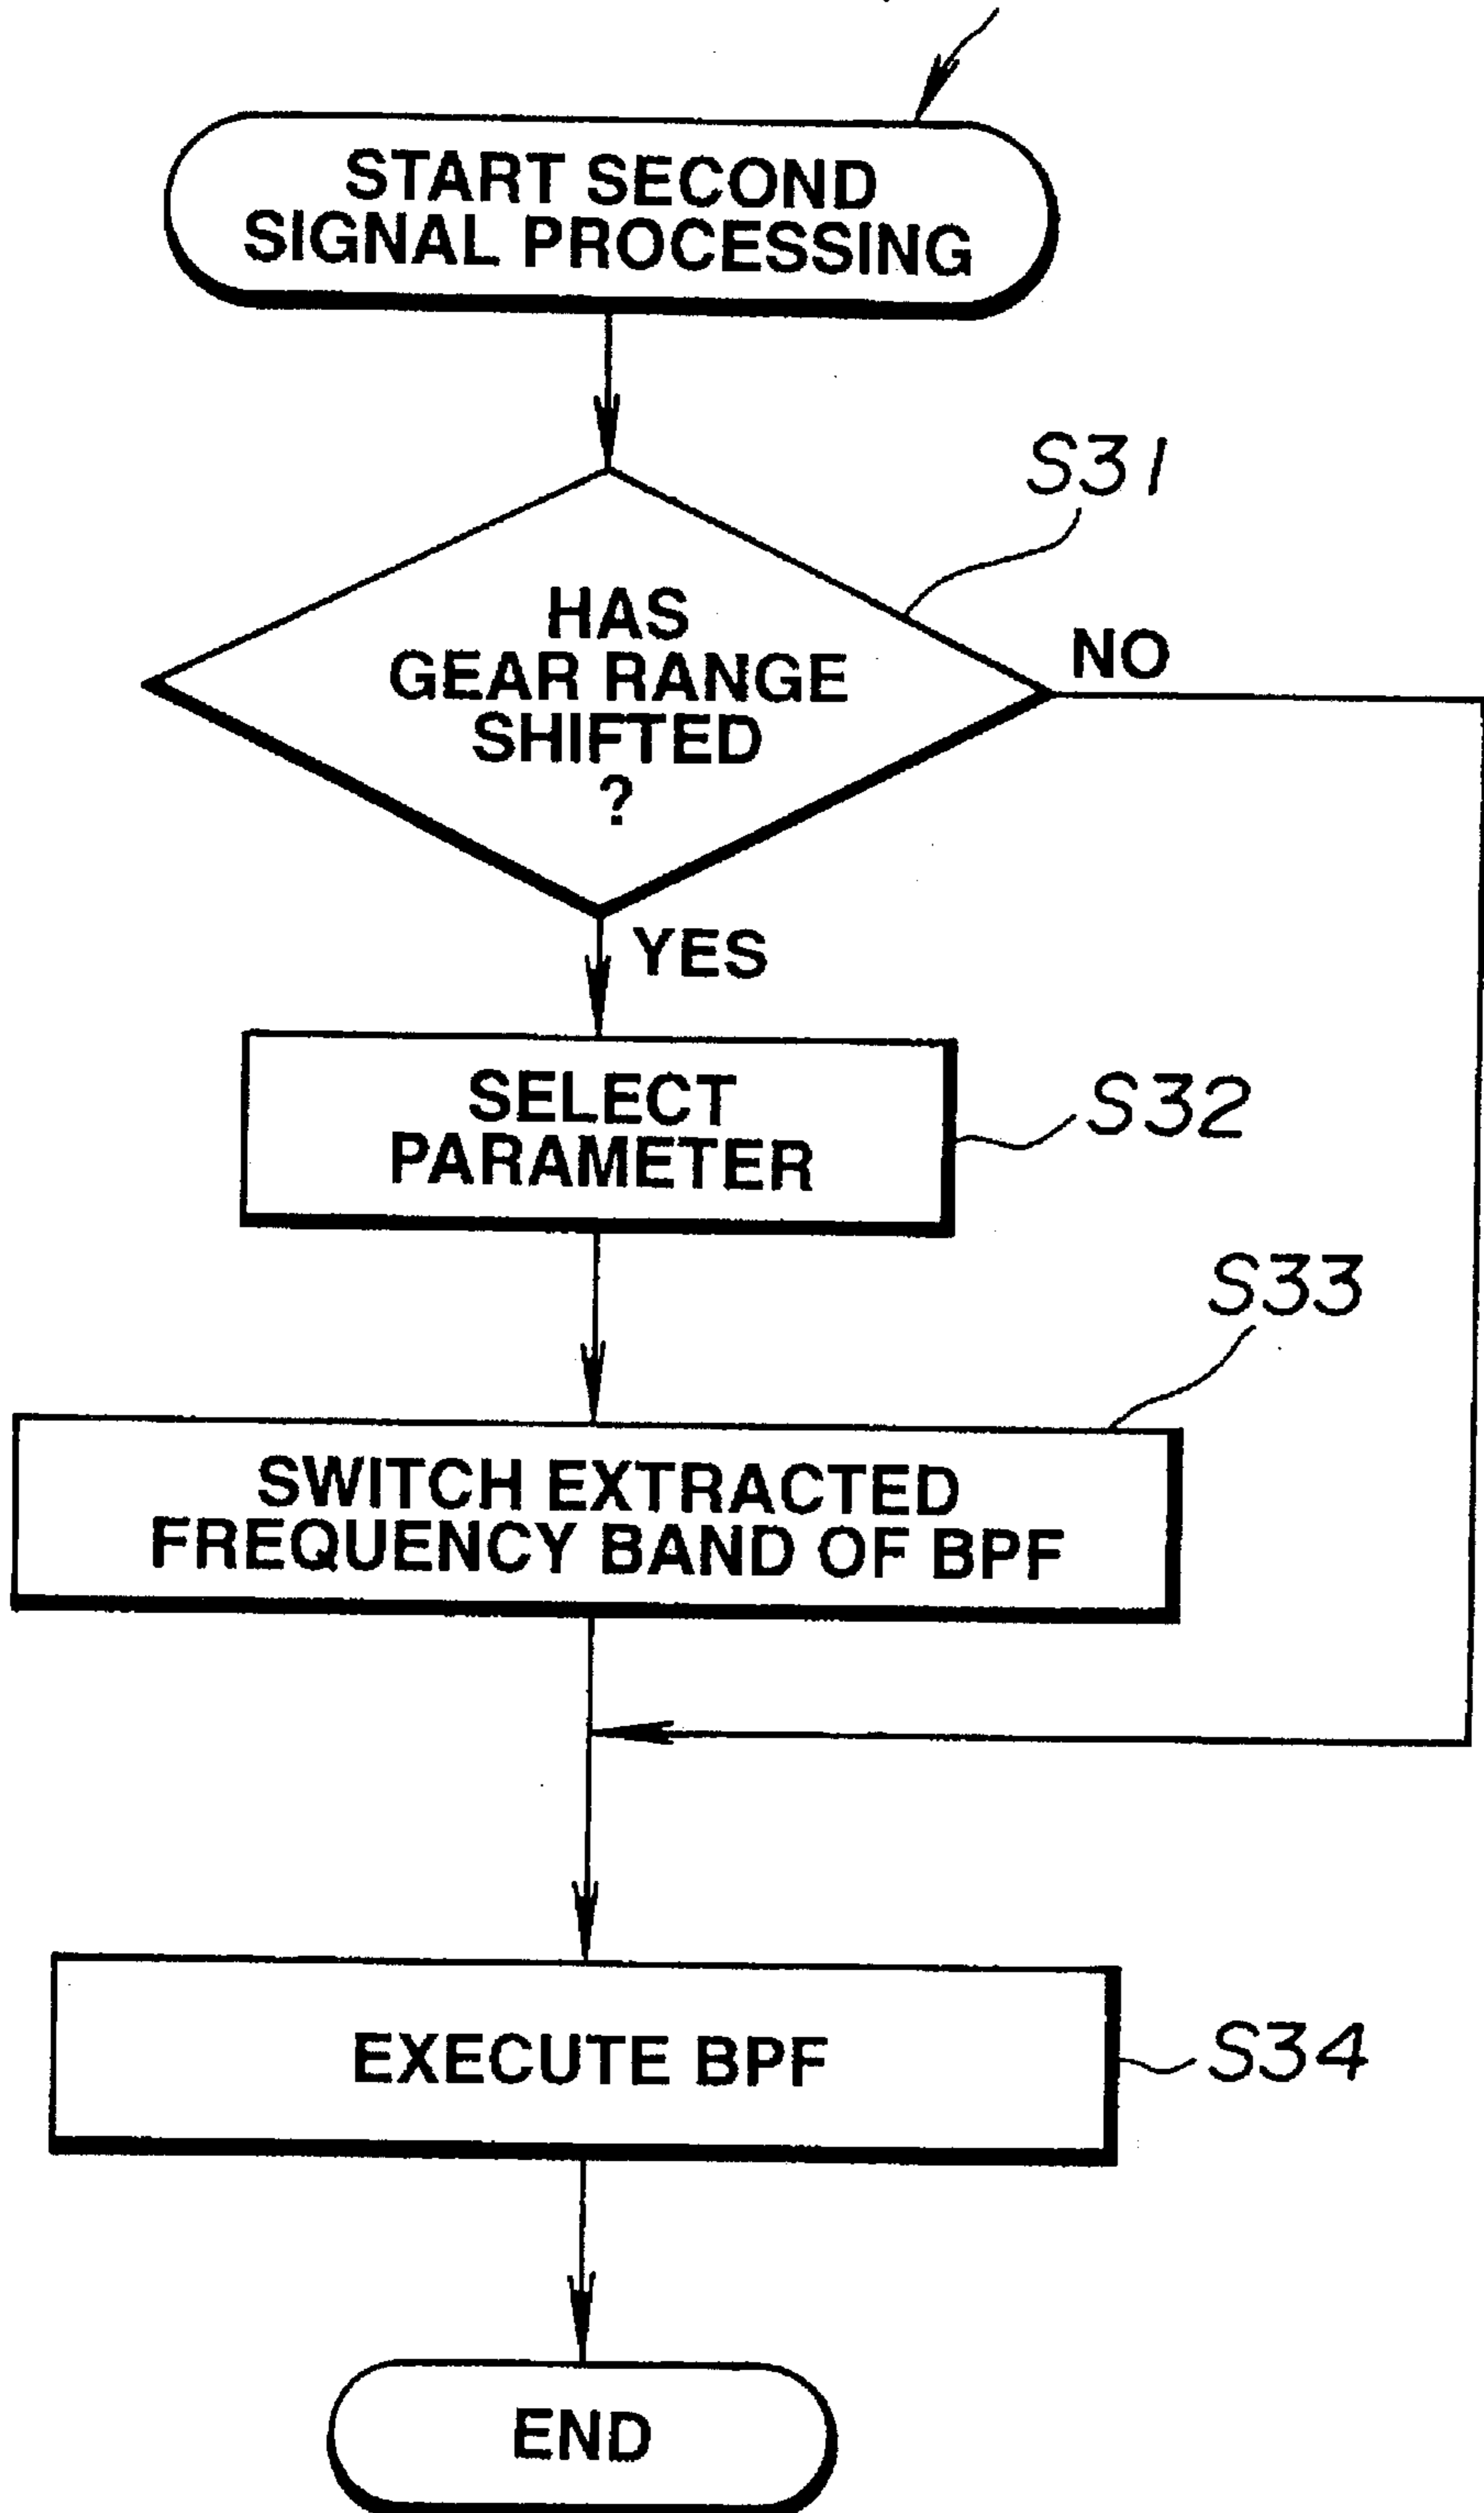 START SECOND
SIGNAL PROCESSING
S31
HAS
GEAR RANGE
SHIFTED
?
NO
YES
SELECT
PARAMETER
S32
S33
SWITCH EXTRACTED
FREQUENCY BAND OF BPF
EXECUTE BPF
S34
END